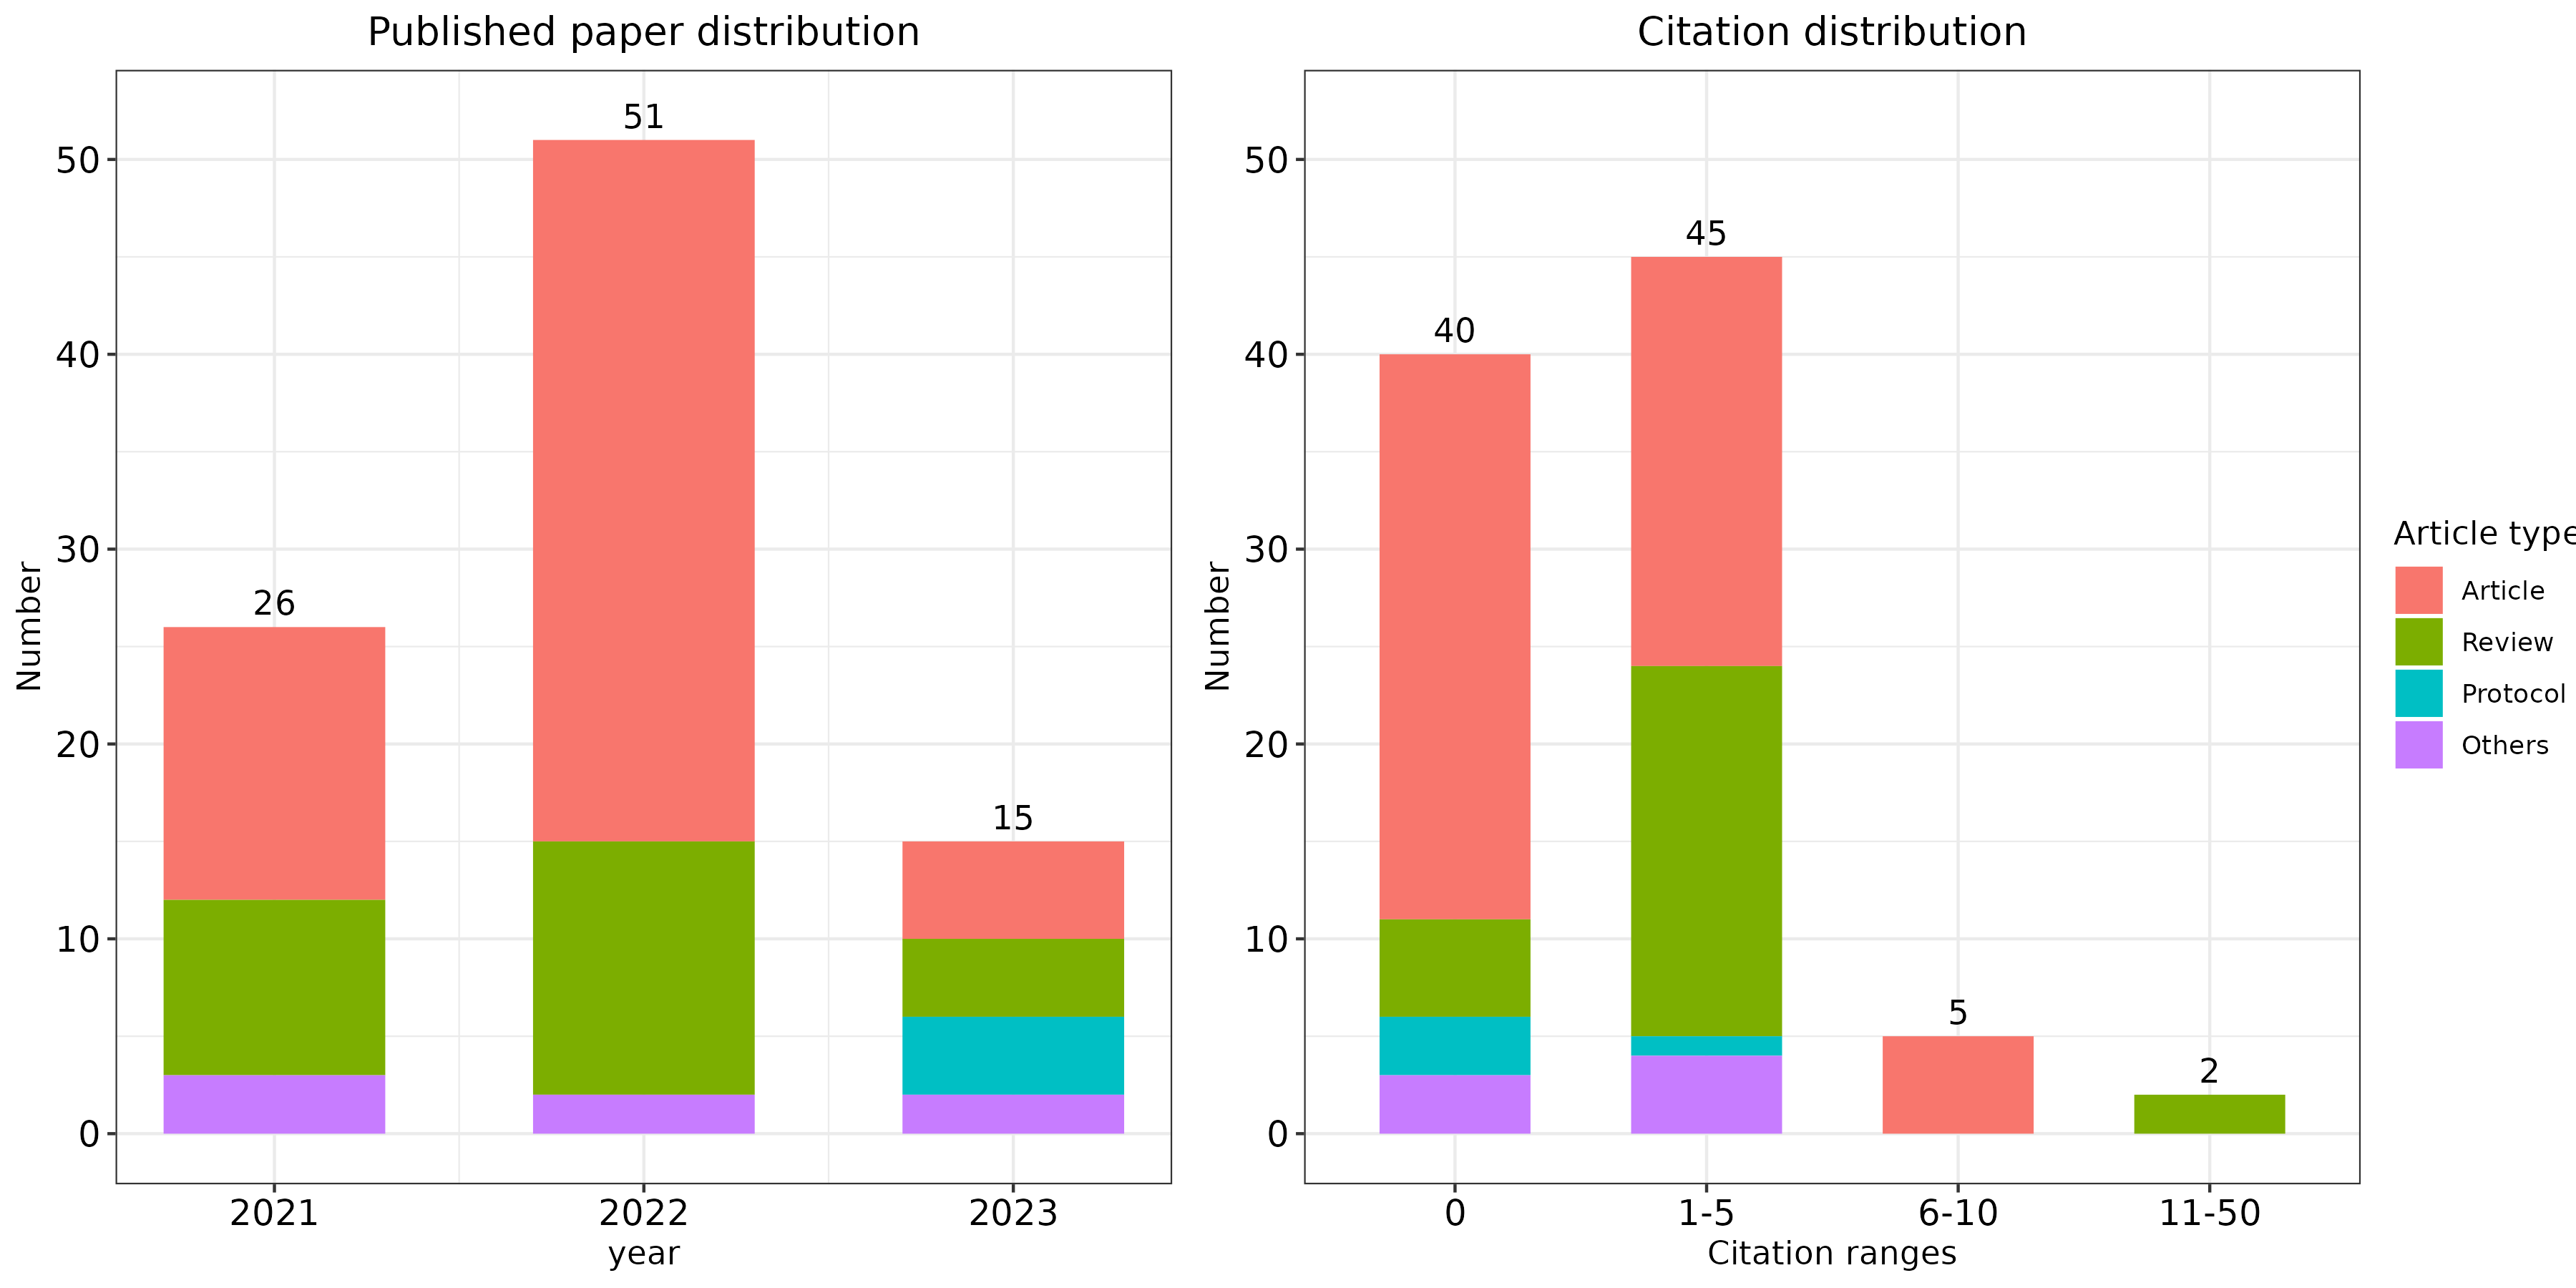 Published paper distribution
51
50
40
30
26
20
15
10
0
Number
2021
2022
2023
year
Citation distribution
50
45
40
40
30
20
10
5
2
0
Number
0
1-5
6-10
11-50
Citation ranges
Article type
Article
Review
Protocol
Others